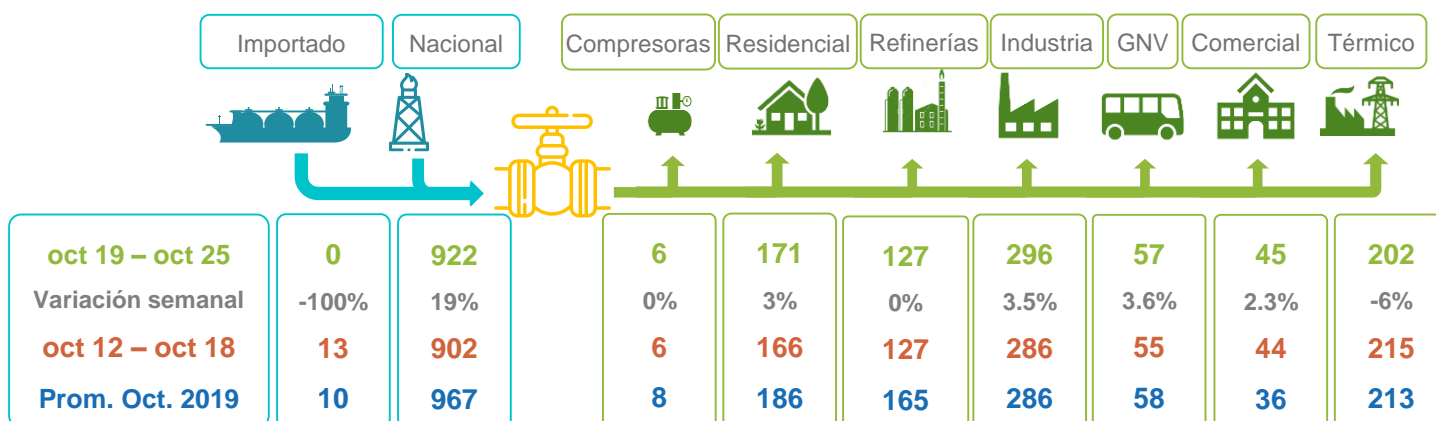 Importado Nacional Compresoras Residencial Refinerías Industria GNV Comercial Térmico
oct 19 – oct 25 0 922 6 171 127 296 57 45 202
Variación semanal -100% 19% 0% 3% 0% 3.5% 3.6% 2.3% -6%
oct 12 – oct 18 13 902 6 166 127 286 55 44 215
Prom. Oct. 2019 10 967 8 186 165 286 58 36 213